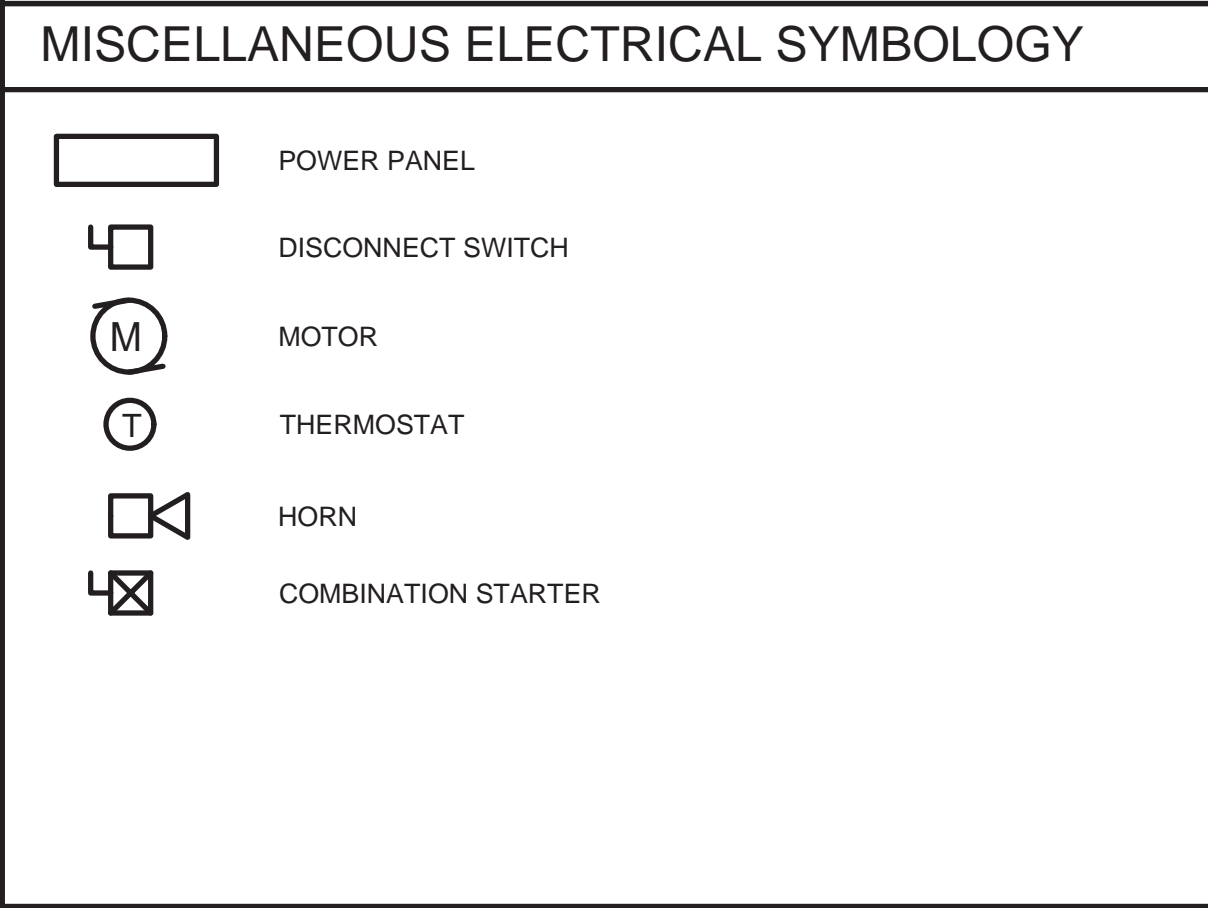 MISCELLANEOUS ELECTRICAL SYMBOLOGY
POWER PANEL
DISCONNECT SWITCH
M MOTOR
T THERMOSTAT
HORN
COMBINATION STARTER